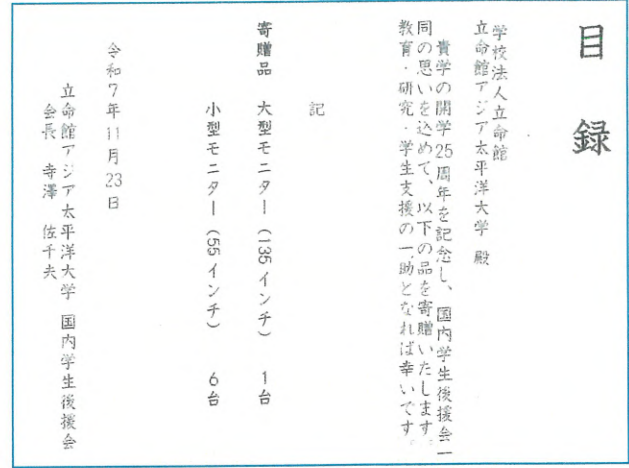 目録
学校法人立命館
立命館アジア太平洋大学 殿
貴学の開学25周年を記念し、国内学生後援会一
同の思いを込めて、以下の品を寄贈いたします。
教育・研究・学生支援の一助となれば幸いです。
記
寄贈品 大型モニター（135インチ） 1台
小型モニター（55インチ） 6台
令和7年11月23日
立命館アジア太平洋大学 国内学生後援会
会長 寺澤 佐千夫